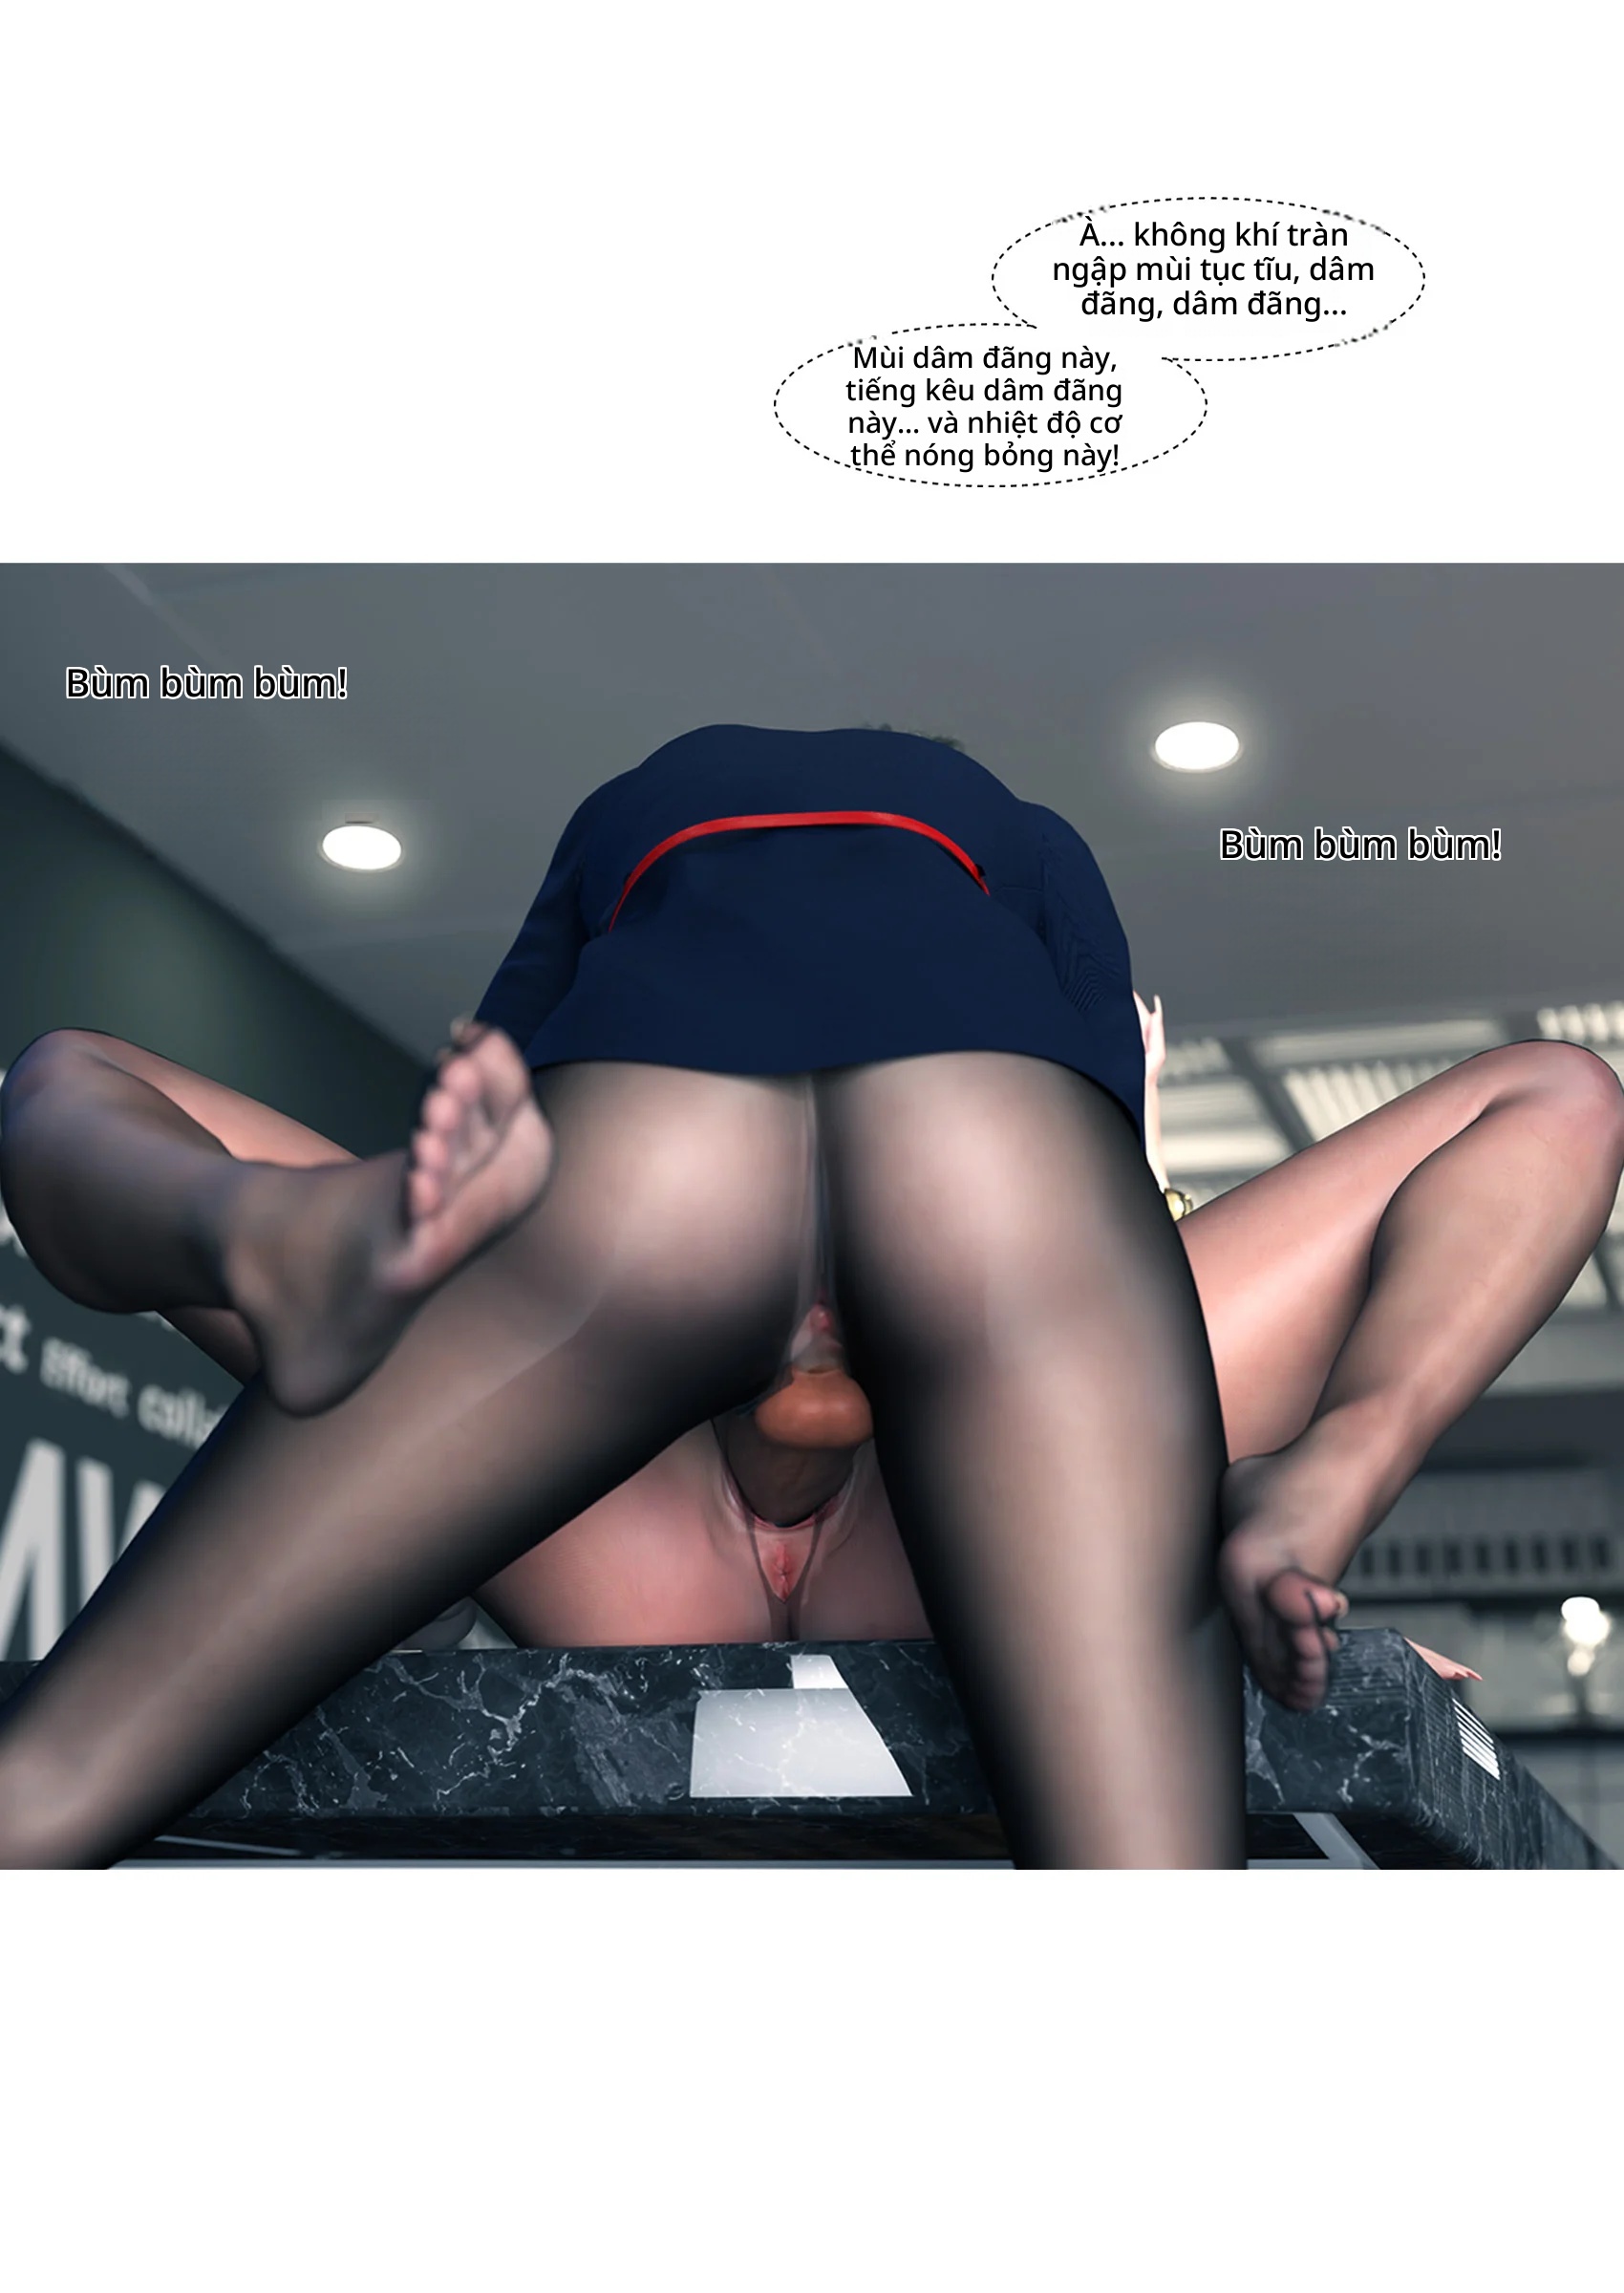 À... không khí tràn
ngập mùi tục tĩu, dâm
đãng, dâm đãng...
Mùi dâm đãng này,
tiếng kêu dâm đãng
này... và nhiệt độ cơ
thể nóng bỏng này!
Bùm bùm bùm!
Bùm bùm bùm!